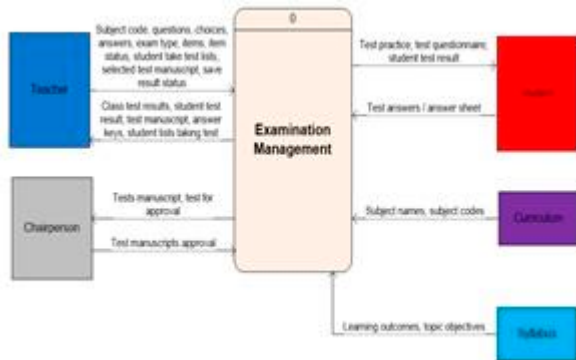 0
Subject code, questions, choices,
answers, exam type, items, item
status, student take test lists,
selected test manuscript, save
result status
Teacher
Class test results, student test
result, test manuscript, answer
keys, student lists taking test
Examination
Management
Test practice, test questionnaire,
student test result
Test answers / answer sheet
Chairperson
Tests manuscript, test for
approval
Test manuscripts approval
Subject names, subject codes
Curriculum
Learning outcomes, topic objectives
Syllabus